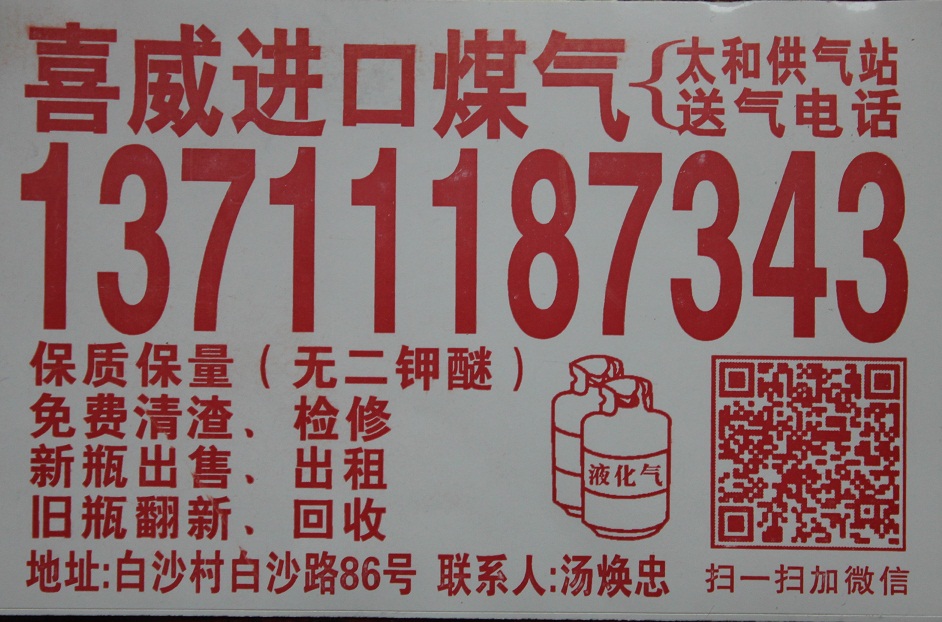 喜威进口煤气{太和供气站
送气电话
13711187343
保质保量（无二钾醚）
免费清渣、检修
新瓶出售、出租
旧瓶翻新、回收
液化气
地址:白沙村白沙路86号 联系人:汤焕忠
扫一扫加微信